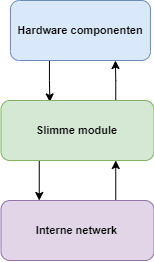 Hardware componenten
Slimme module
Interne netwerk